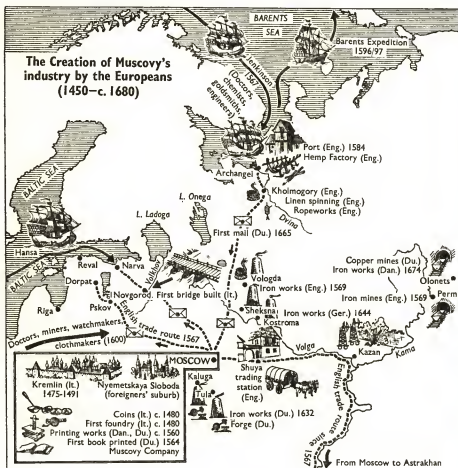 BARENTS
SEA
Barents Expedition
1596/97
The Creation of Muscovy's
industry by the Europeans
(1450–c. 1680)
Jenkinson
1567
(Doctors,
chemists,
goldsmiths,
engineers)
Port (Eng.) 1584
Hemp Factory (Eng.)
Archangel
Kholmogory (Eng.)
Linen spinning (Eng.)
Ropeworks (Eng.)
Dvina
BALTIC SEA
L. Onega
L. Ladoga
First mail (Du.) 1665
Hansa
BALTIC SEA
Reval
Narva
Volkhov
Dorpat
Novgorod. First bridge built (It.)
Pskov
Riga
English trade route 1567
Doctors, miners, watchmakers,
clockmakers (1600)
Vologda
Iron works (Eng.) 1569
Sheksna
Kostroma
Iron works (Ger.) 1644
Copper mines (Du.)
Iron works (Dan.) 1674
Olonets
Iron mines (Eng.) 1569
Perm
Kazan
Kama
Volga
MOSCOW
Shuya
trading
station
(Eng.)
English trade route since
1567
Kaluga
Tula
Iron works (Du.) 1632
Forge (Du.)
Kremlin (It.)
1475-1491
Nyemetskaya Sloboda
(foreigners' suburb)
Coins (It.) c. 1480
First foundry (It.) c. 1480
Printing works (Dan., Du.) c. 1560
First book printed (Du.) 1564
Muscovy Company
From Moscow to Astrakhan